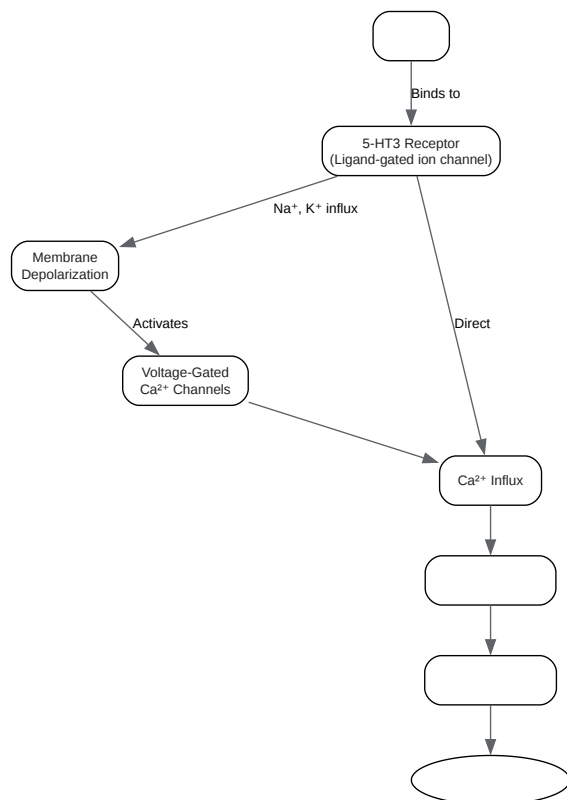 Binds to
5-HT3 Receptor
(Ligand-gated ion channel)
Na⁺, K⁺ influx
Membrane
Depolarization
Activates
Direct
Voltage-Gated
Ca²⁺ Channels
Ca²⁺ Influx